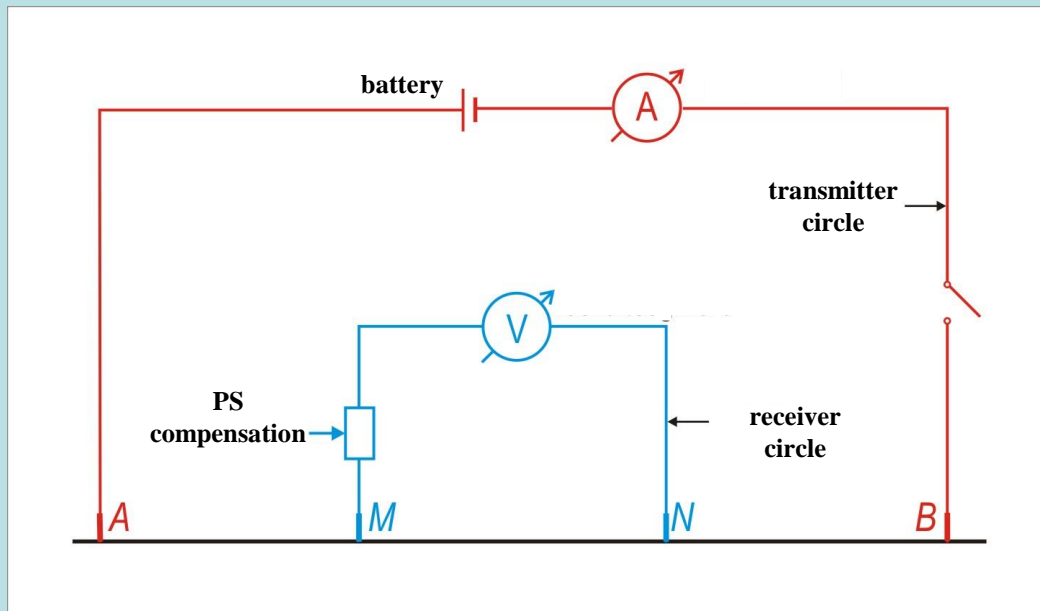 battery
A
transmitter
circle
V
PS
compensation
receiver
circle
A
M
N
B